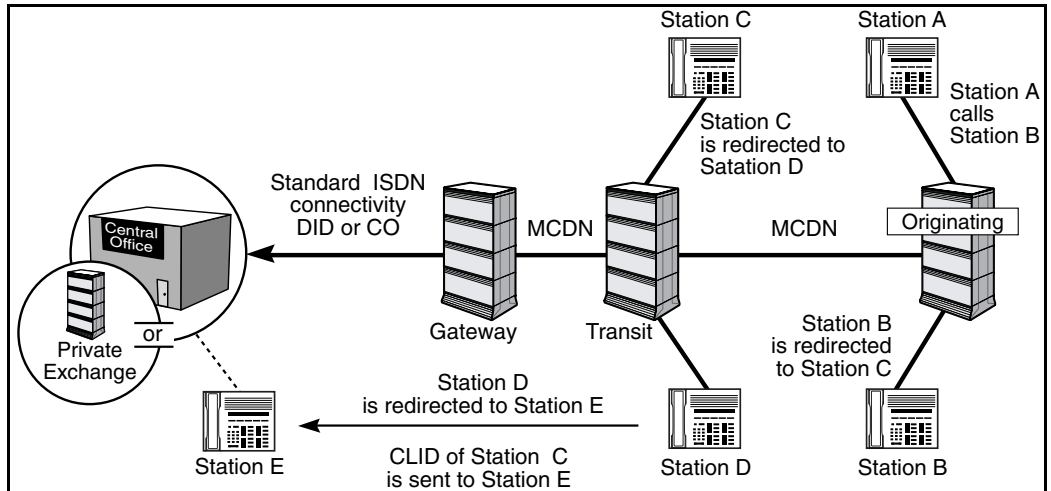 Station C
Station A
Station A
calls
Station B
Station C
is redirected to
Satation D
Standard ISDN
connectivity
DID or CO
MCDN
MCDN
Originating
Central
Office
or
Private
Exchange
Gateway
Transit
Station B
is redirected
to Station C
Station D
is redirected to Station E
CLID of Station C
is sent to Station E
Station E
Station D
Station B